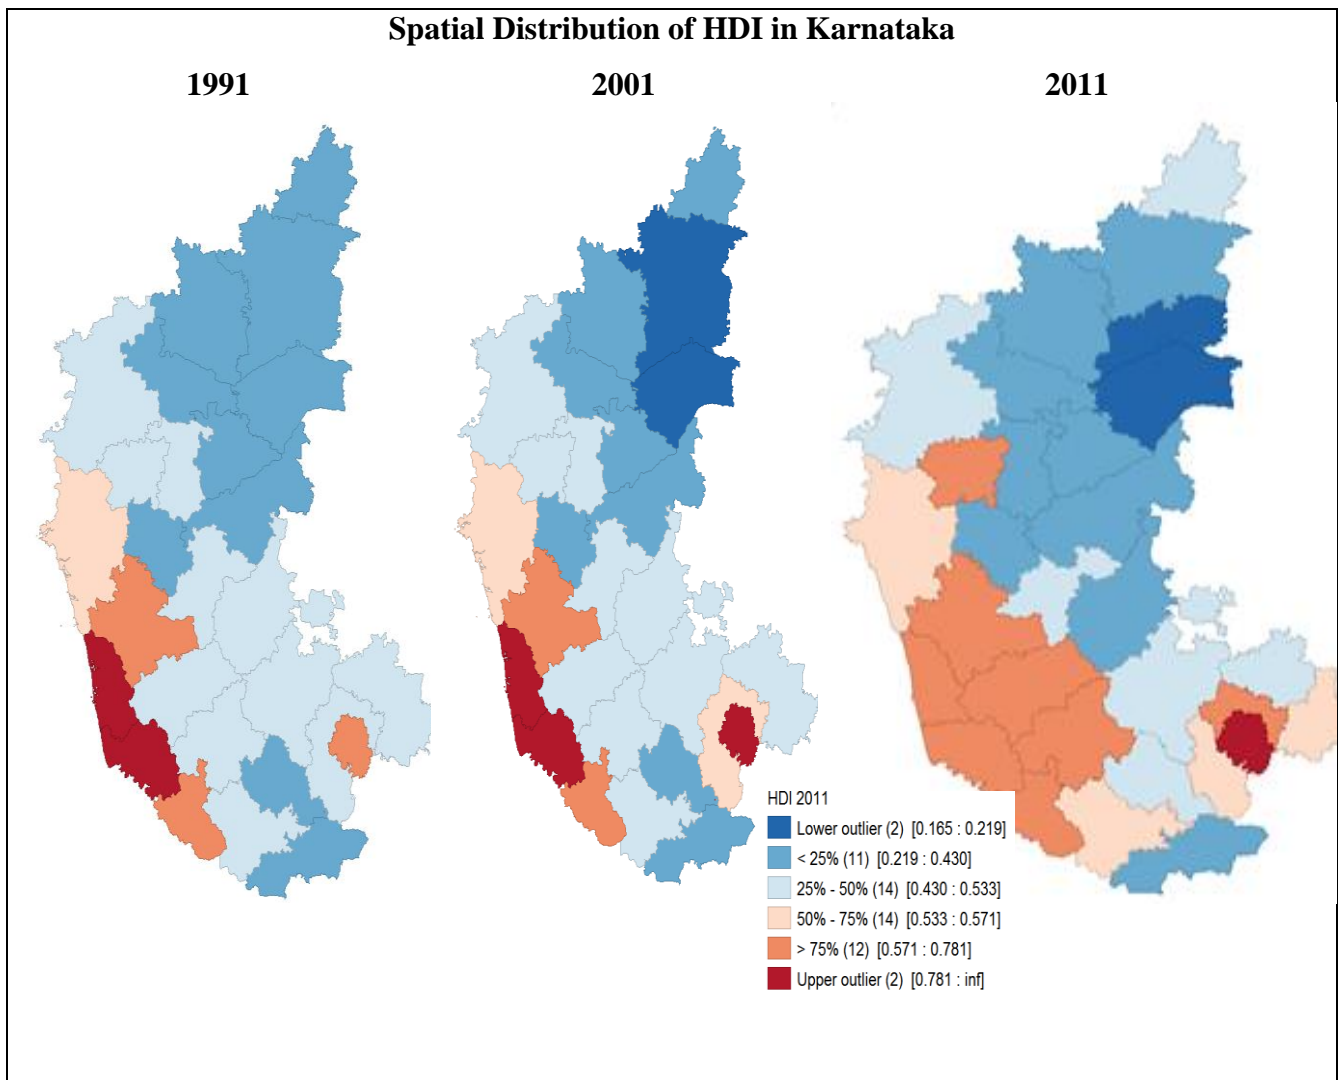 Spatial Distribution of HDI in Karnataka
1991 2001 2011
HDI 2011
Lower outlier (2) [0.165 : 0.219]
< 25% (11) [0.219 : 0.430]
25% - 50% (14) [0.430 : 0.533]
50% - 75% (14) [0.533 : 0.571]
> 75% (12) [0.571 : 0.781]
Upper outlier (2) [0.781 : inf]